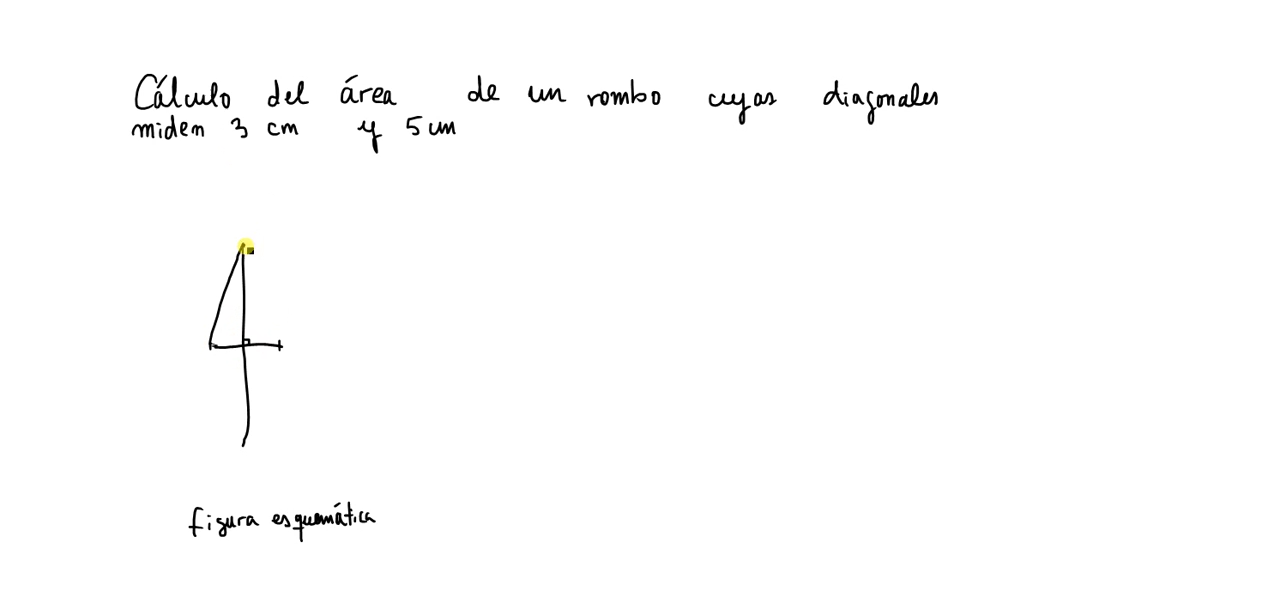 Cálculo del área de un rombo cuyas diagonales
miden 3 cm y 5 cm
figura esquemática